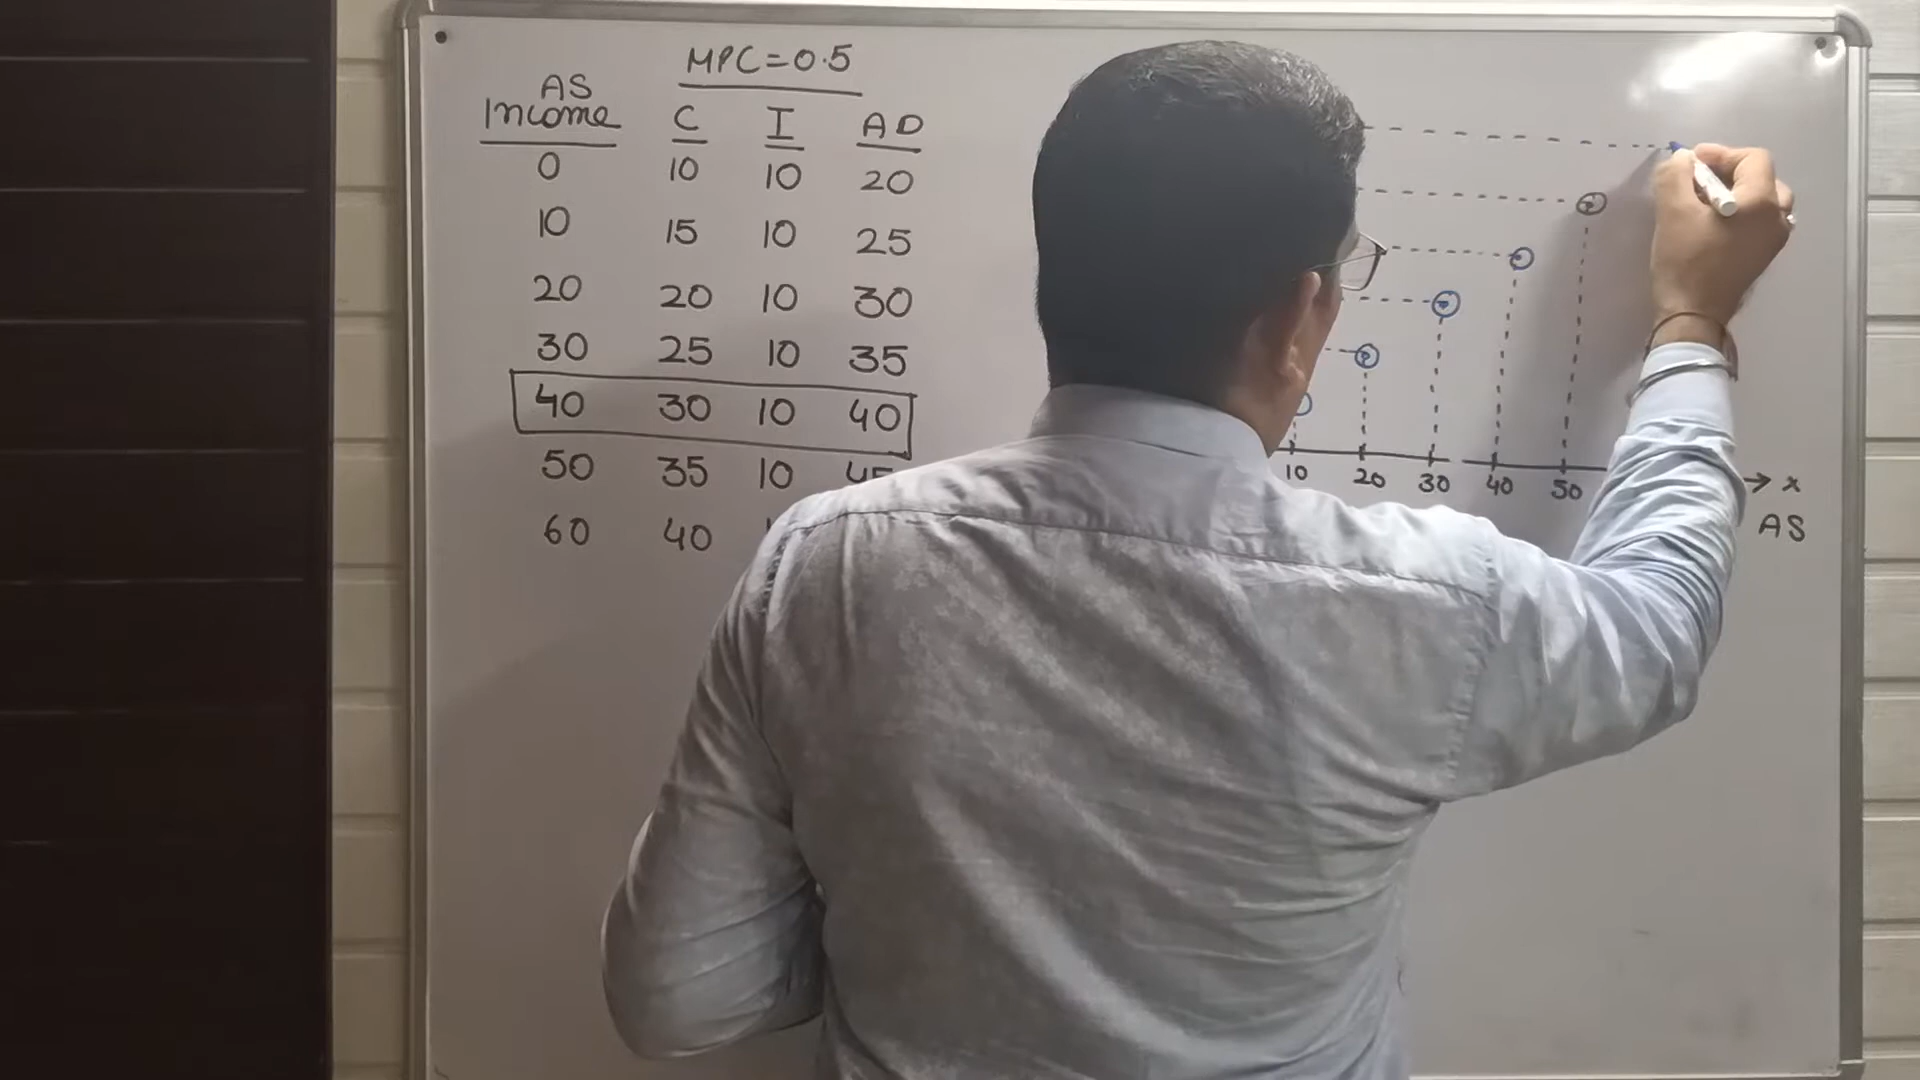 MPC=0.5
AS
Income C I AD
0 10 10 20
10 15 10 25
20 20 10 30
30 25 10 35
40 30 10 40
50 35 10 45
60 40
10 20 30 40 50 → x
AS